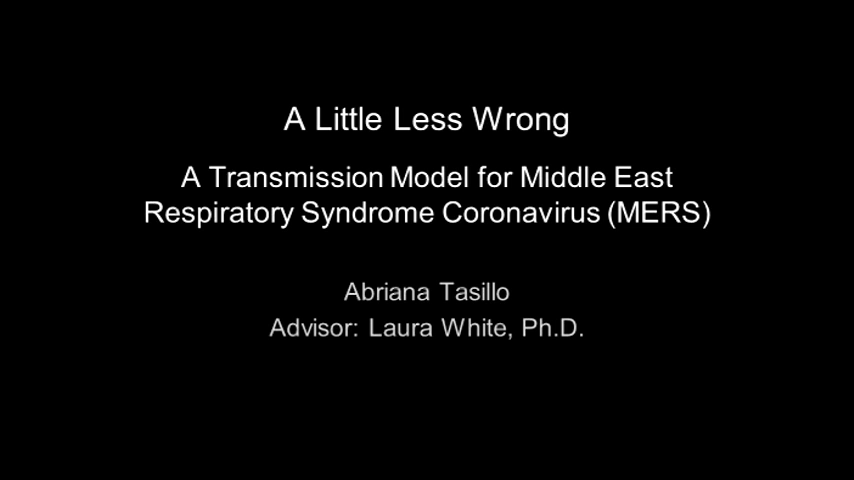 A Little Less Wrong
A Transmission Model for Middle East
Respiratory Syndrome Coronavirus (MERS)
Abriana Tasillo
Advisor: Laura White, Ph.D.